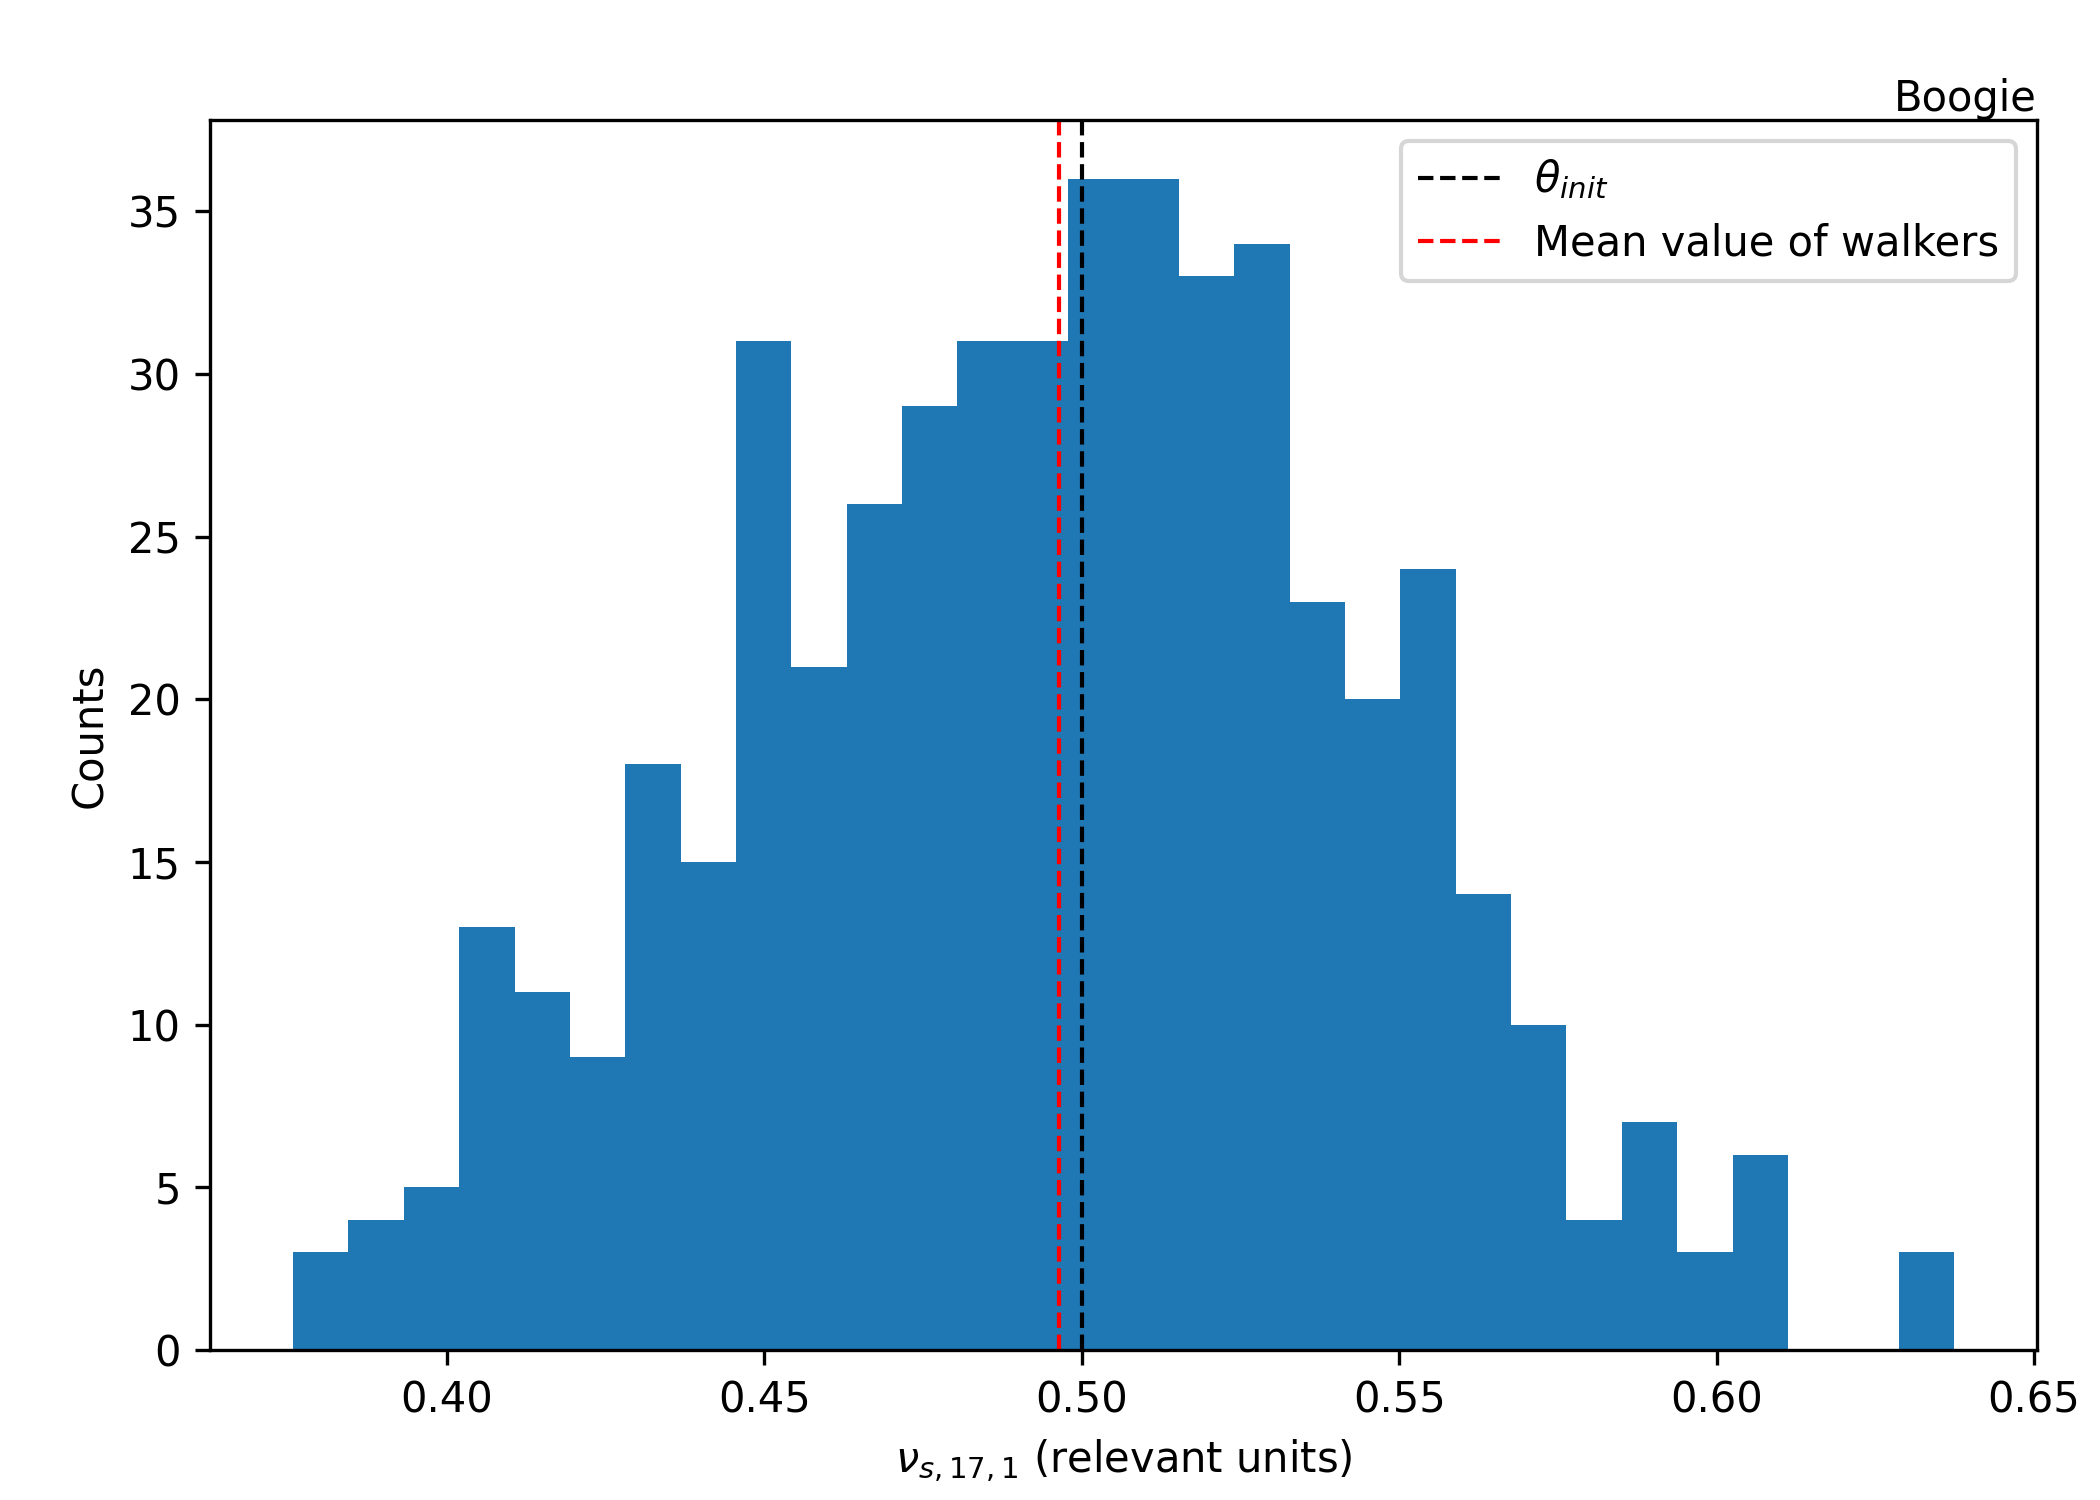 Boogie
θinit
Mean value of walkers
35
30
25
20
15
10
5
0
Counts
0.40 0.45 0.50 0.55 0.60 0.65
νs,17,1 (relevant units)